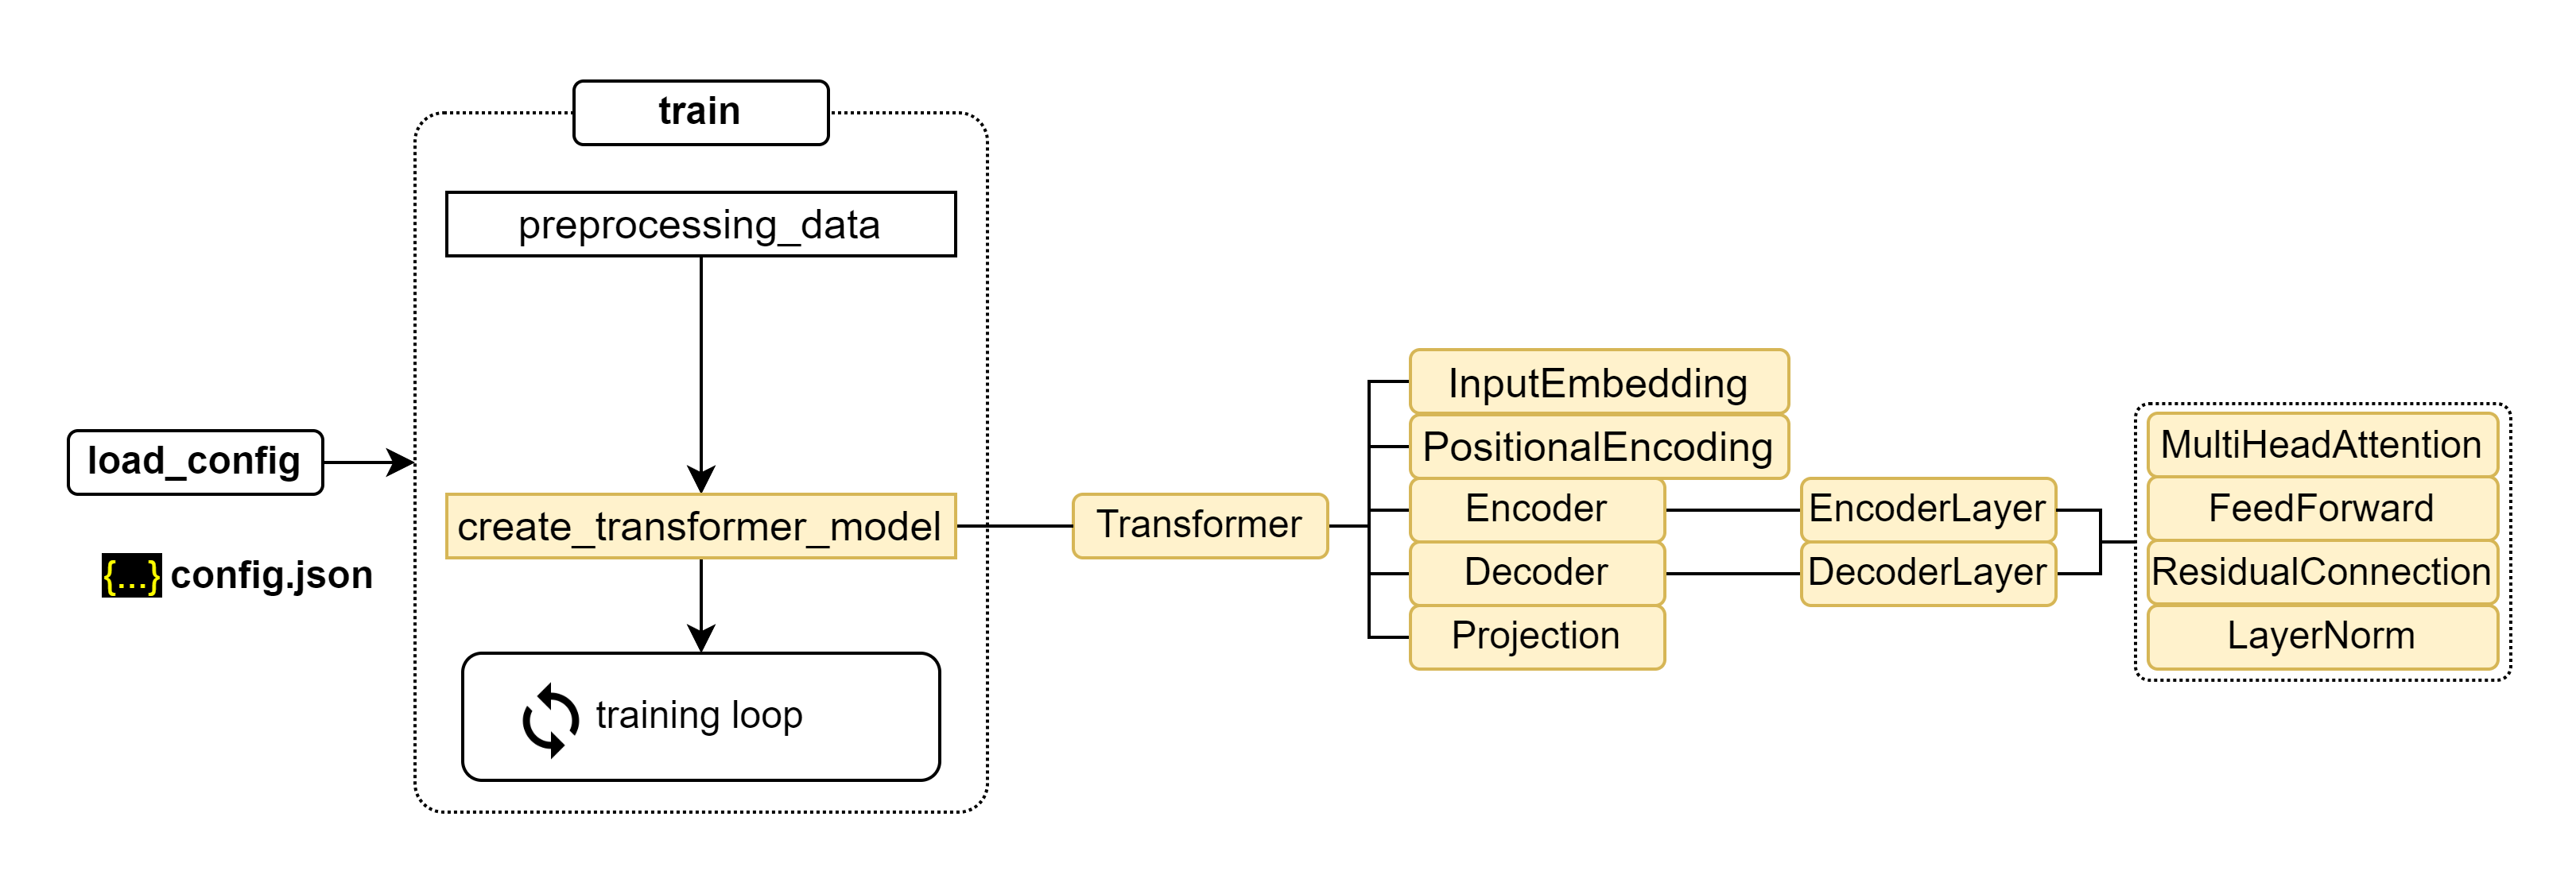 train
preprocessing_data
load_config
{...} config.json
create_transformer_model
training loop
Transformer
InputEmbedding
PositionalEncoding
Encoder
Decoder
Projection
EncoderLayer
DecoderLayer
MultiHeadAttention
FeedForward
ResidualConnection
LayerNorm